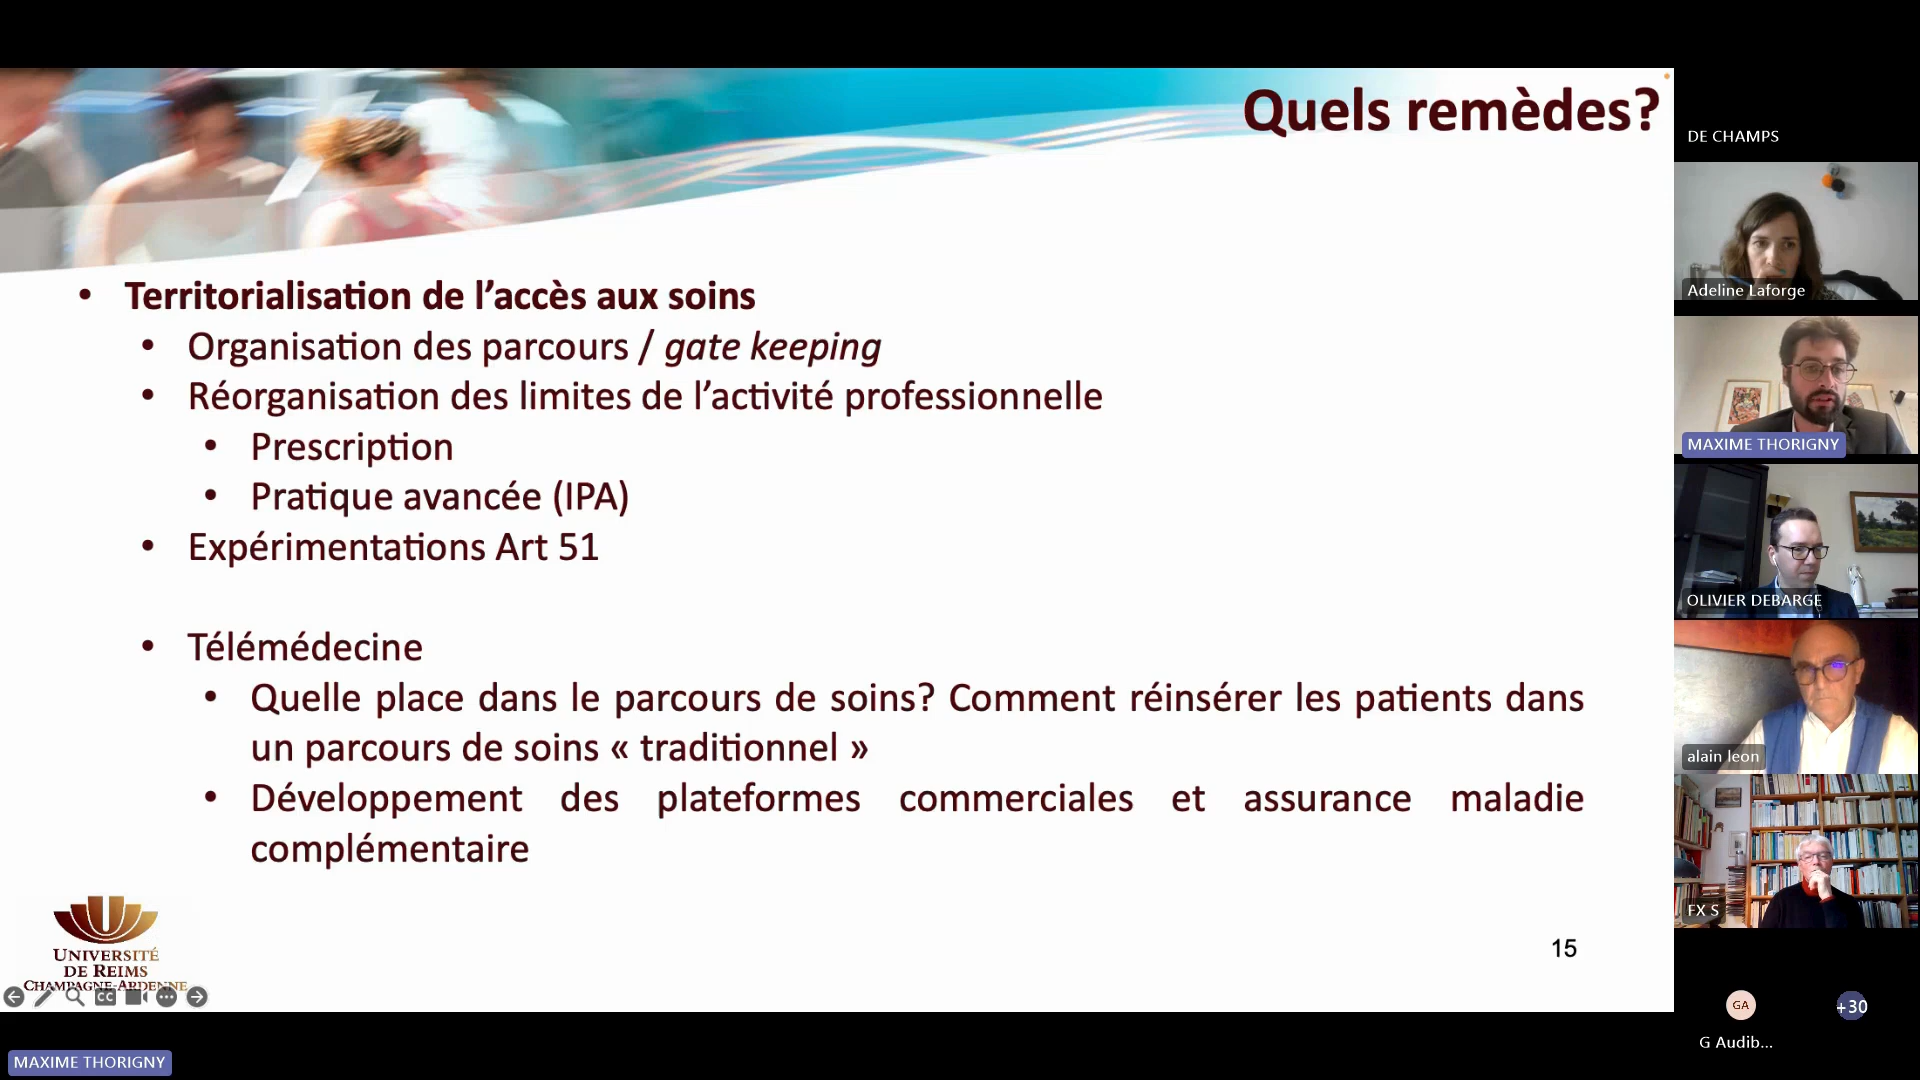 Quels remèdes?
• Territorialisation de l’accès aux soins
• Organisation des parcours / gate keeping
• Réorganisation des limites de l’activité professionnelle
• Prescription
• Pratique avancée (IPA)
• Expérimentations Art 51
• Télémédecine
• Quelle place dans le parcours de soins? Comment réinsérer les patients dans
un parcours de soins « traditionnel »
• Développement des plateformes commerciales et assurance maladie
complémentaire
UNIVERSITÉ
DE REIMS
CHAMPAGNE-ARDENNE
CC
15
MAXIME THORIGNY
DE CHAMPS
Adeline Laforge
MAXIME THORIGNY
OLIVIER DEBARGE
alain leon
FX S
GA
+30
G Audib...